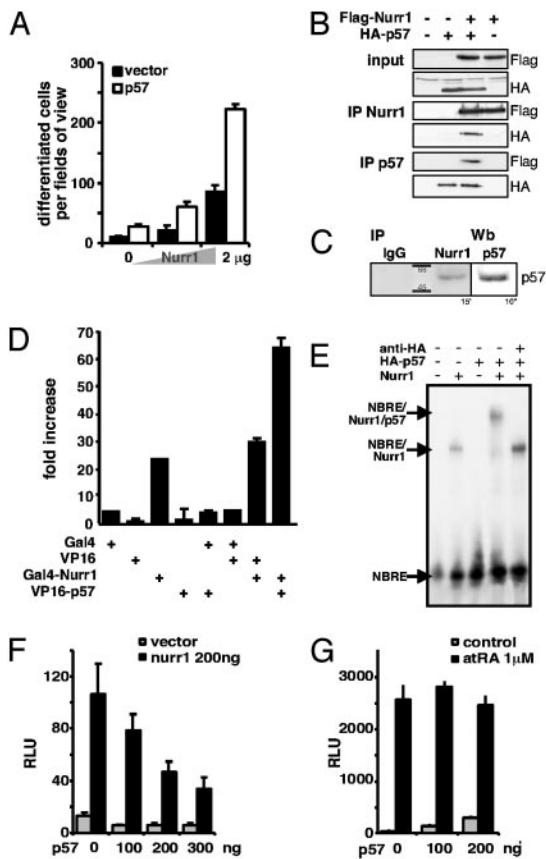 A
vector
p57
differentiated cells
per fields of view
300
200
100
0
0 Nurr1 2 µg
B
Flag-Nurr1 - - + +
HA-p57 - + + -
input
Flag
HA
IP Nurr1
Flag
HA
IP p57
Flag
HA
C
IP Wb
IgG Nurr1 p57
p57
15' 10"
D
fold increase
70
60
50
40
30
20
10
0
Gal4 + + +
VP16 + + +
Gal4-Nurr1 + + +
VP16-p57 + + +
E
anti-HA - - - - +
HA-p57 - - + + +
Nurr1 - + - + +
NBRE/
Nurr1/p57
NBRE/
Nurr1
NBRE
F
vector
nurr1 200ng
RLU
120
80
40
0
p57 0 100 200 300 ng
G
control
atRA 1µM
RLU
3000
2000
1000
0
p57 0 100 200 ng